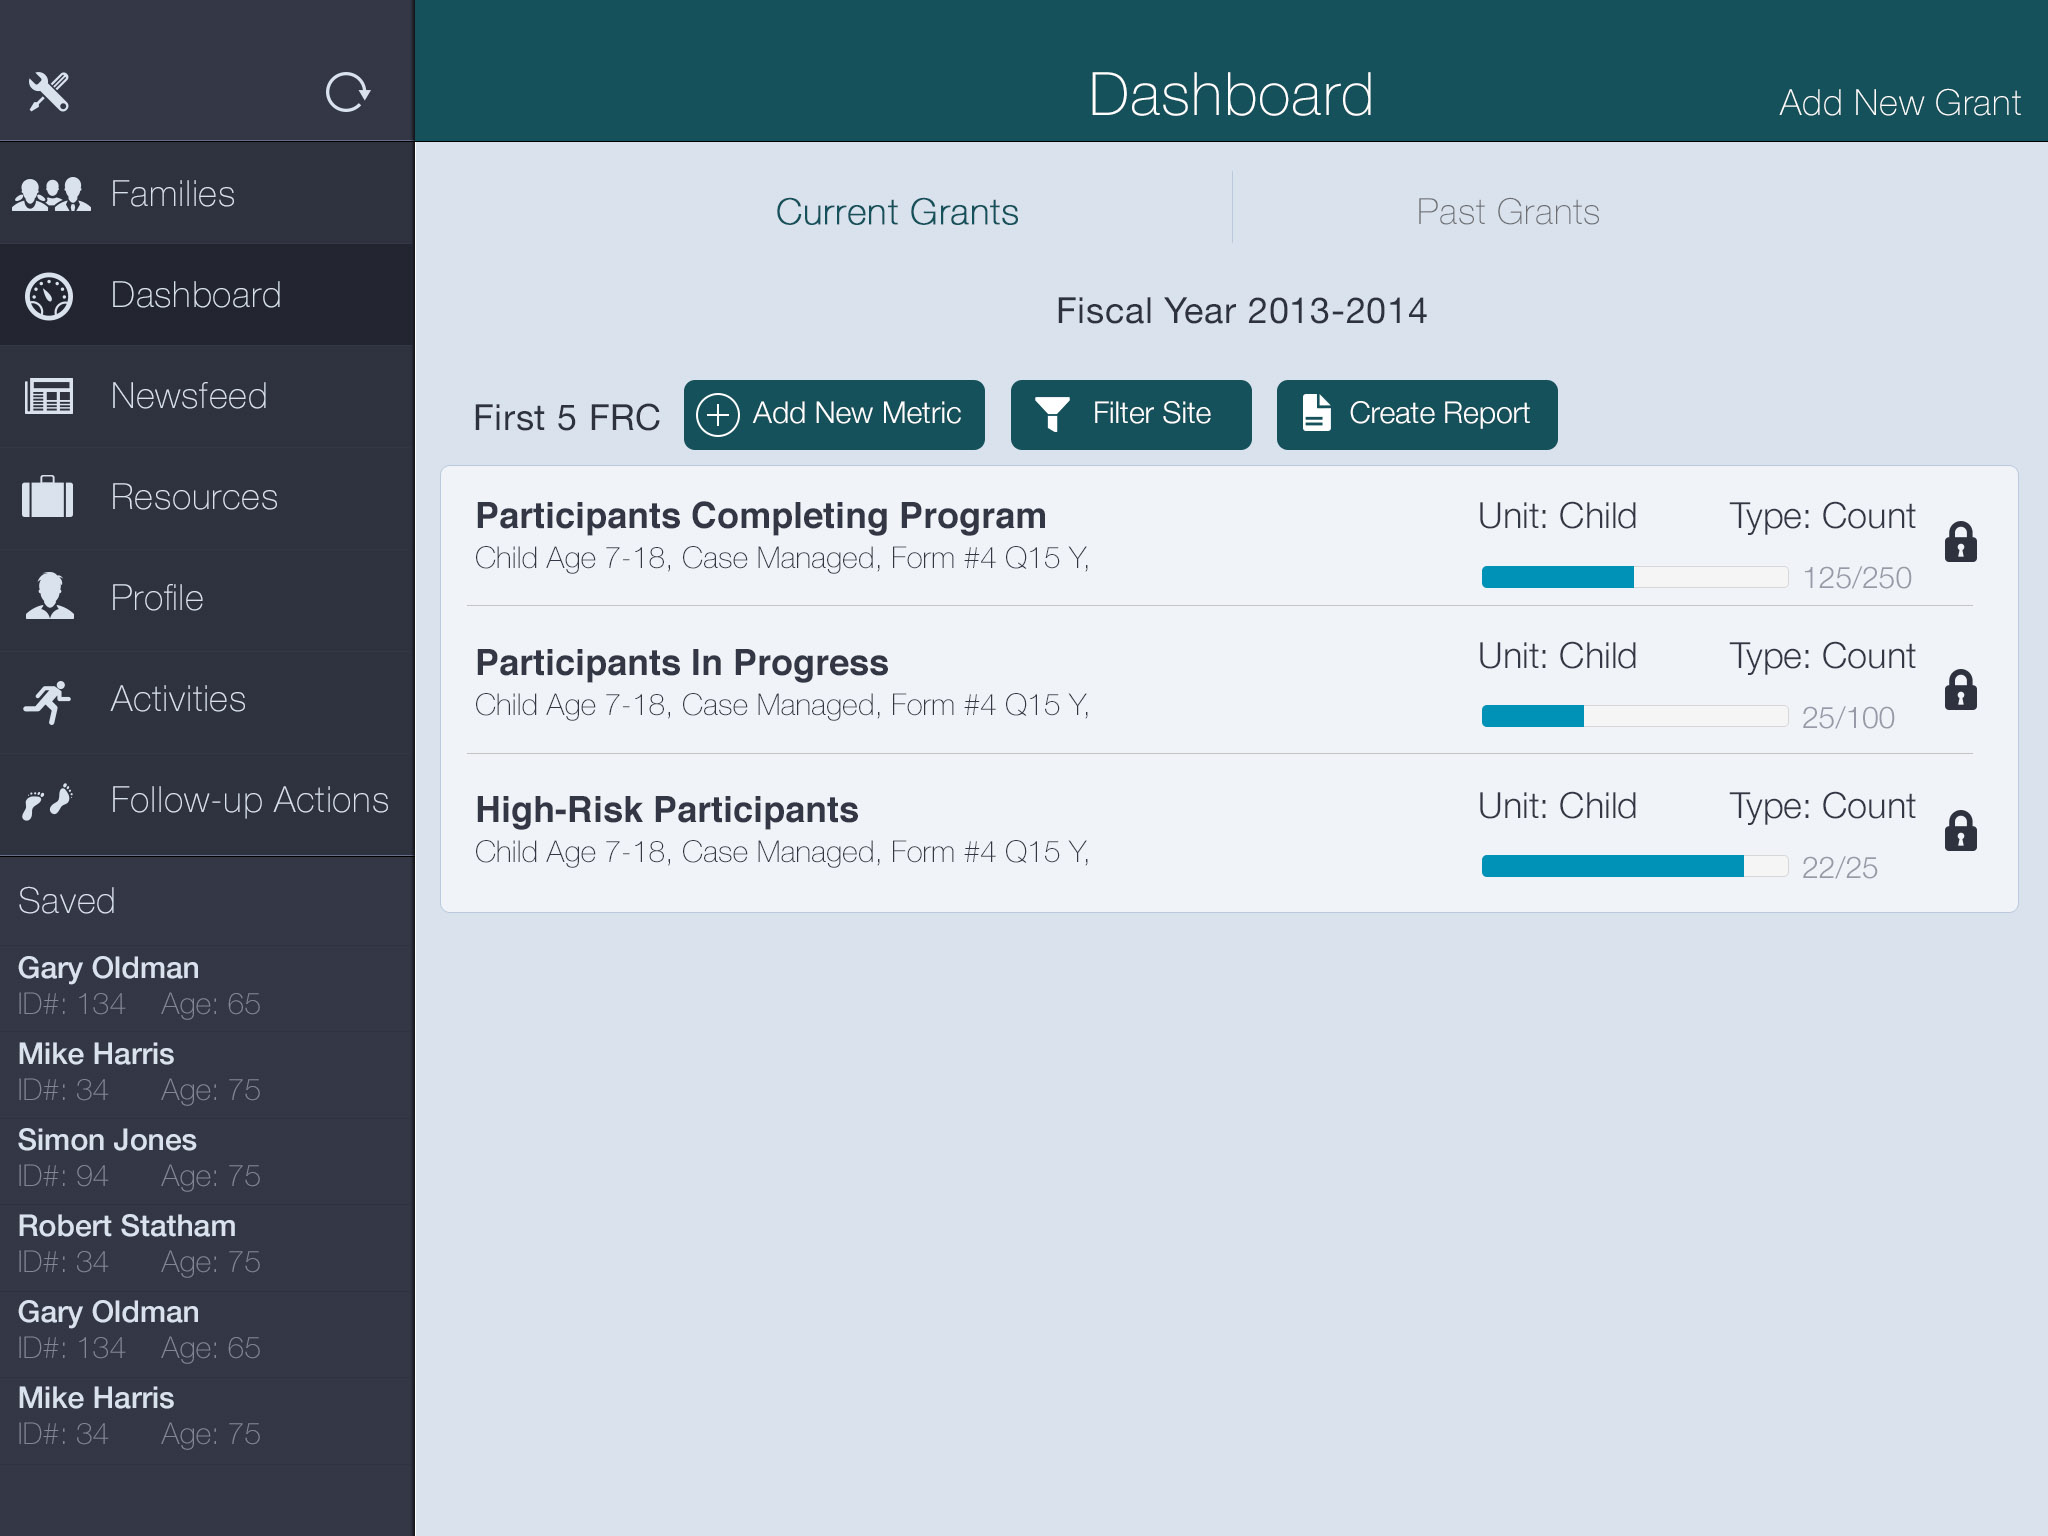 Dashboard
Add New Grant
Families
Dashboard
Newsfeed
Resources
Profile
Activities
Follow-up Actions
Saved
Gary Oldman
ID#: 134 Age: 65
Mike Harris
ID#: 34 Age: 75
Simon Jones
ID#: 94 Age: 75
Robert Statham
ID#: 34 Age: 75
Gary Oldman
ID#: 134 Age: 65
Mike Harris
ID#: 34 Age: 75
Current Grants
Past Grants
Fiscal Year 2013-2014
First 5 FRC
Add New Metric
Filter Site
Create Report
Participants Completing Program
Child Age 7-18, Case Managed, Form #4 Q15 Y,
Unit: Child Type: Count
125/250
Participants In Progress
Child Age 7-18, Case Managed, Form #4 Q15 Y,
Unit: Child Type: Count
25/100
High-Risk Participants
Child Age 7-18, Case Managed, Form #4 Q15 Y,
Unit: Child Type: Count
22/25